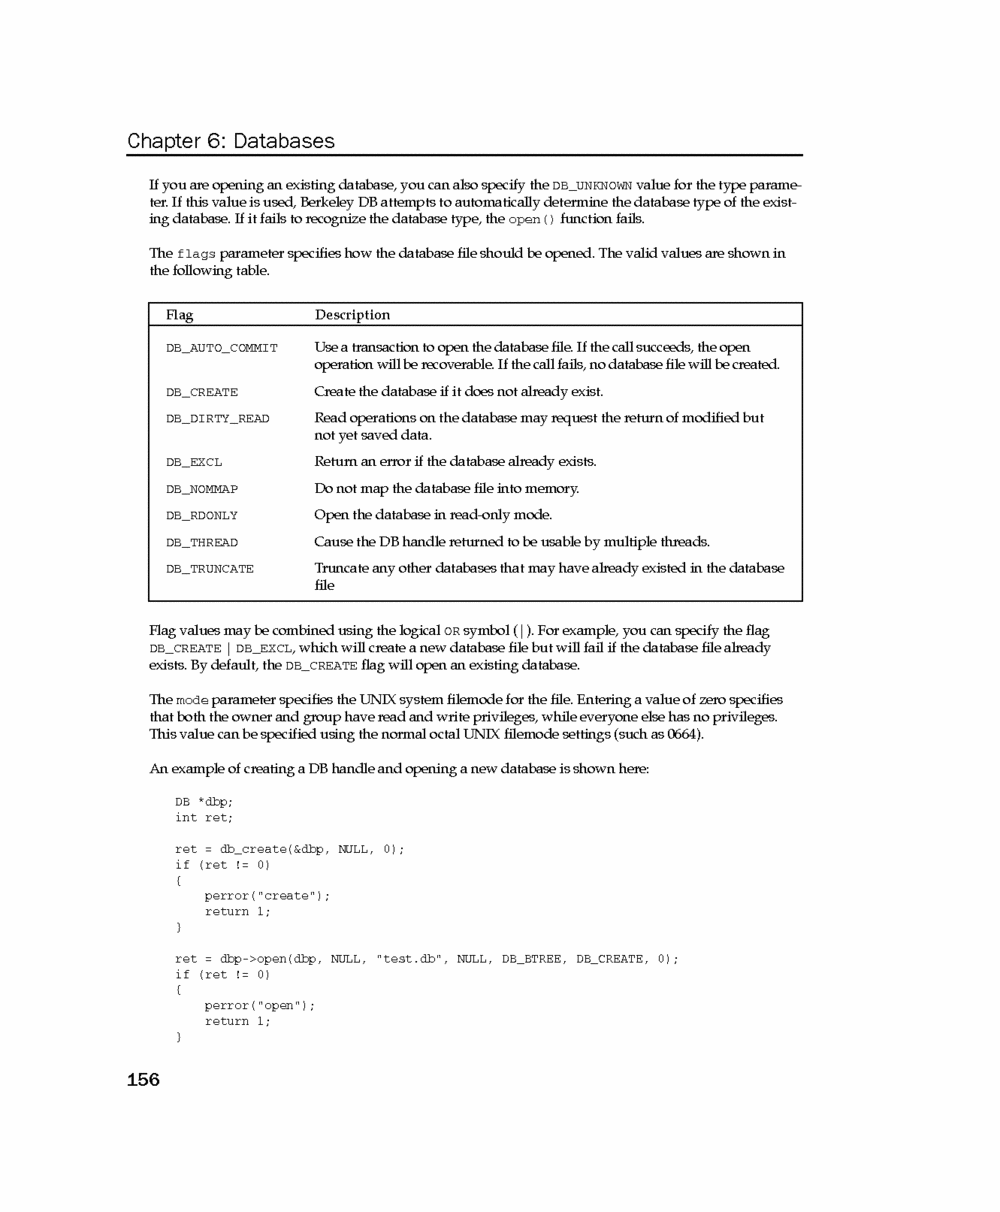 Chapter 6: Databases
If you are opening an existing database, you can also specify the DB_UNKNOWN value for the type parame-
ter. If this value is used, Berkeley DB attempts to automatically determine the database type of the exist-
ing database. If it fails to recognize the database type, the open() function fails.
The flags parameter specifies how the database file should be opened. The valid values are shown in
the following table.
Flag Description
DB_AUTO_COMMIT Use a transaction to open the database file. If the call succeeds, the open
operation will be recoverable. If the call fails, no database file will be created.
DB_CREATE Create the database if it does not already exist.
DB_DIRTY_READ Read operations on the database may request the return of modified but
not yet saved data.
DB_EXCL Return an error if the database already exists.
DB_NOMMAP Do not map the database file into memory.
DB_RDONLY Open the database in read-only mode.
DB_THREAD Cause the DB handle returned to be usable by multiple threads.
DB_TRUNCATE Truncate any other databases that may have already existed in the database
file
Flag values may be combined using the logical OR symbol (|). For example, you can specify the flag
DB_CREATE | DB_EXCL, which will create a new database file but will fail if the database file already
exists. By default, the DB_CREATE flag will open an existing database.
The mode parameter specifies the UNIX system filemode for the file. Entering a value of zero specifies
that both the owner and group have read and write privileges, while everyone else has no privileges.
This value can be specified using the normal octal UNIX filemode settings (such as 0664).
An example of creating a DB handle and opening a new database is shown here:
DB *dbp;
int ret;
ret = db_create(&dbp, NULL, 0);
if (ret != 0)
{
perror("create");
return 1;
}
ret = dbp->open(dbp, NULL, "test.db", NULL, DB_BTREE, DB_CREATE, 0);
if (ret != 0)
{
perror("open");
return 1;
}
156